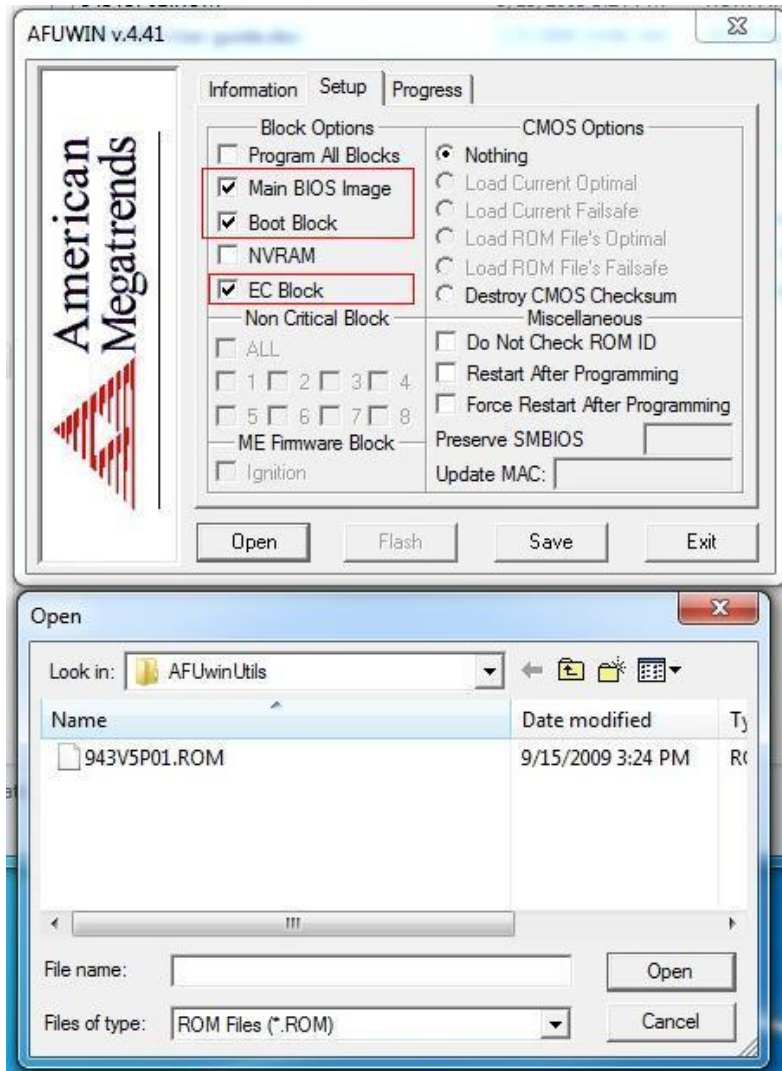 AFUWIN v.4.41
American
Megatrends
Information Setup Progress
Block Options
Program All Blocks
Main BIOS Image
Boot Block
NVRAM
EC Block
Non Critical Block
ALL
1 2 3 4
5 6 7 8
ME Firmware Block
Ignition
CMOS Options
Nothing
Load Current Optimal
Load Current Failsafe
Load ROM File's Optimal
Load ROM File's Failsafe
Destroy CMOS Checksum
Miscellaneous
Do Not Check ROM ID
Restart After Programming
Force Restart After Programming
Preserve SMBIOS
Update MAC:
Open Flash Save Exit
Open
Look in: AFUwinUtils
Name Date modified Ty
943V5P01.ROM 9/15/2009 3:24 PM RO
File name: Open
Files of type: ROM Files (*.ROM) Cancel